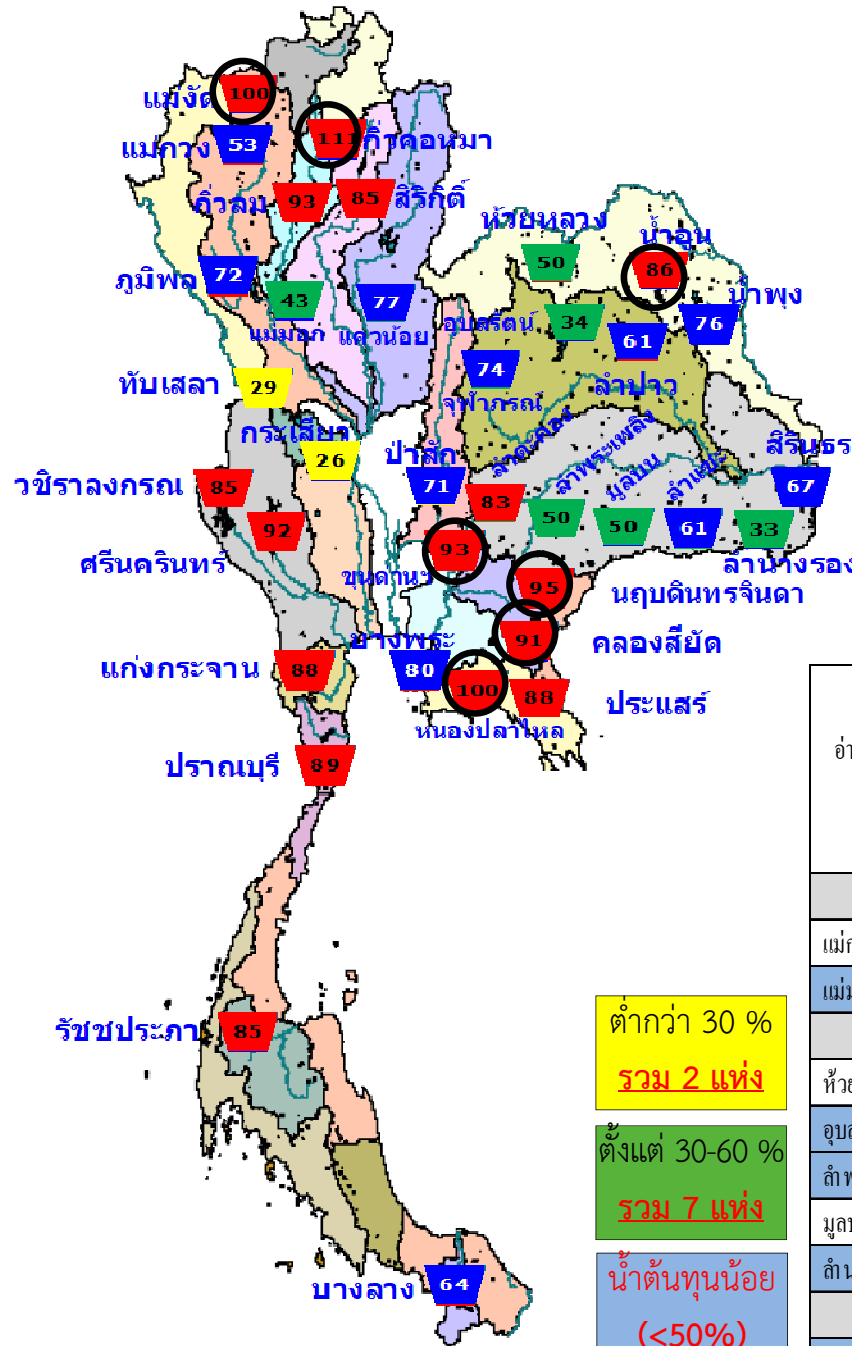 แม่งัด 100
แม่กวง 53
111 กิ่วคอหมา
กิ่วลม 93
85 สิริกิติ์
ห้วยหลวง
50
น้ำอูน
86
ภูมิพล 72
43
แม่มอก
77
แควน้อย
อุบลรัตน์ 34
61
ลำปาว
น้ำพุง
76
74
จุฬาภรณ์
ทับเสลา 29
กระเสียว
26
ป่าสัก
71
ลำตะคอง
83
ลำพระเพลิง
50
มูลบน
50
ลำแชะ
61
33
ลำนางรอง
สิรินธร
67
วชิราลงกรณ 85
ศรีนครินทร์ 92
93
ขุนด่านฯ
95
นฤบดินทรจินดา
91 คลองสียัด
บางพระ
80
100
หนองปลาไหล
88 ประแสร์
แก่งกระจาน 88
ปราณบุรี 89
รัชชประภา 85
บางลาง 64
ต่ำกว่า 30 %
รวม 2 แห่ง
ตั้งแต่ 30-60 %
รวม 7 แห่ง
น้ำต้นทุนน้อย
(<50%)